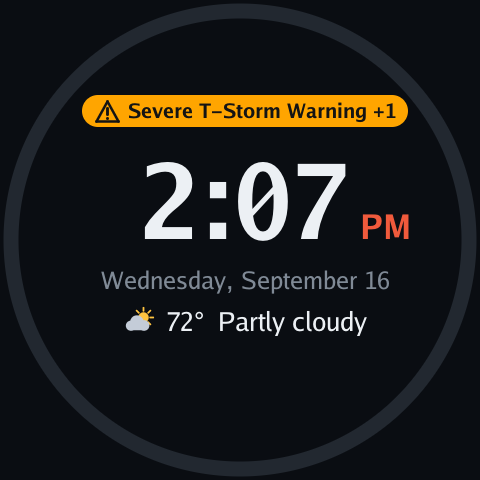 Severe T-Storm Warning +1
2:07 PM
Wednesday, September 16
72° Partly cloudy